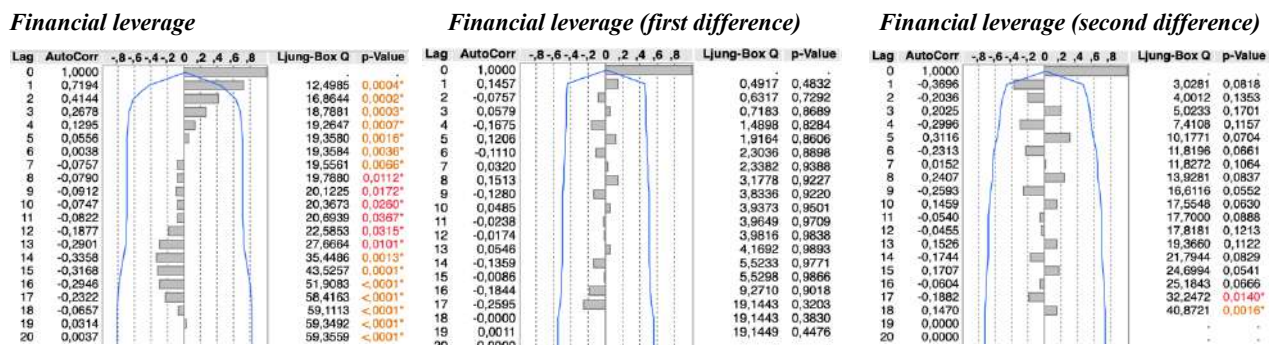 Financial leverage
Lag AutoCorr -,8 -,6 -,4 -,2 0 ,2 ,4 ,6 ,8 Ljung-Box Q p-Value
0 1,0000 . .
1 0,7194 12,4985 0,0004*
2 0,4144 16,8644 0,0002*
3 0,2678 18,7881 0,0003*
4 0,1295 19,2647 0,0007*
5 0,0556 19,3580 0,0016*
6 0,0038 19,3584 0,0036*
7 -0,0757 19,5561 0,0066*
8 -0,0790 19,7880 0,0112*
9 -0,0912 20,1225 0,0172*
10 -0,0747 20,3673 0,0260*
11 -0,0822 20,6939 0,0367*
12 -0,1877 22,5853 0,0315*
13 -0,2901 27,6664 0,0101*
14 -0,3358 35,4486 0,0013*
15 -0,3168 43,5257 0,0001*
16 -0,2946 51,9083 <,0001*
17 -0,2322 58,4163 <,0001*
18 -0,0657 59,1113 <,0001*
19 0,0314 59,3492 <,0001*
20 0,0037 59,3559 <,0001*
Financial leverage (first difference)
Lag AutoCorr -,8 -,6 -,4 -,2 0 ,2 ,4 ,6 ,8 Ljung-Box Q p-Value
0 1,0000 . .
1 0,1457 0,4917 0,4832
2 -0,0757 0,6317 0,7292
3 0,0579 0,7183 0,8689
4 -0,1675 1,4898 0,8284
5 0,1206 1,9164 0,8606
6 -0,1110 2,3036 0,8898
7 0,0320 2,3382 0,9388
8 0,1513 3,1778 0,9227
9 -0,1280 3,8336 0,9220
10 0,0485 3,9373 0,9501
11 -0,0238 3,9649 0,9709
12 -0,0174 3,9816 0,9838
13 0,0546 4,1692 0,9893
14 -0,1359 5,5233 0,9771
15 -0,0086 5,5298 0,9866
16 -0,1844 9,2710 0,9018
17 -0,2595 19,1443 0,3203
18 -0,0000 19,1443 0,3830
19 0,0011 19,1449 0,4476
Financial leverage (second difference)
Lag AutoCorr -,8 -,6 -,4 -,2 0 ,2 ,4 ,6 ,8 Ljung-Box Q p-Value
0 1,0000 . .
1 -0,3696 3,0281 0,0818
2 -0,2036 4,0012 0,1353
3 0,2025 5,0233 0,1701
4 -0,2996 7,4108 0,1157
5 0,3116 10,1771 0,0704
6 -0,2313 11,8196 0,0661
7 0,0152 11,8272 0,1064
8 0,2407 13,9281 0,0837
9 -0,2593 16,6116 0,0552
10 0,1459 17,5548 0,0630
11 -0,0540 17,7000 0,0888
12 -0,0455 17,8181 0,1213
13 0,1526 19,3660 0,1122
14 -0,1744 21,7944 0,0829
15 0,1707 24,6994 0,0541
16 -0,0604 25,1843 0,0666
17 -0,1882 32,2472 0,0140*
18 0,1470 40,8721 0,0016*
19 0,0000 . .
20 0,0000 . .